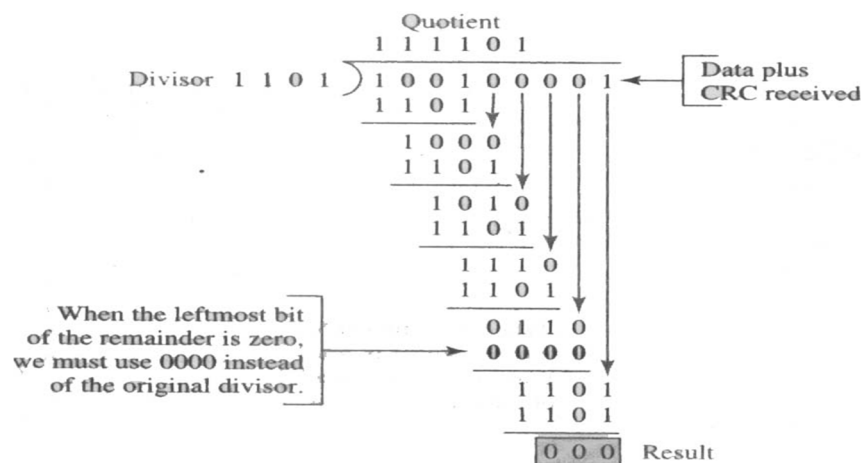 Quotient
1 1 1 1 0 1
Divisor 1 1 0 1 ) 1 0 0 1 0 0 0 0 1
Data plus
CRC received
1 1 0 1
1 0 0 0
1 1 0 1
1 0 1 0
1 1 0 1
1 1 1 0
1 1 0 1
When the leftmost bit
of the remainder is zero,
we must use 0000 instead
of the original divisor.
0 1 1 0
0 0 0 0
1 1 0 1
1 1 0 1
0 0 0 Result